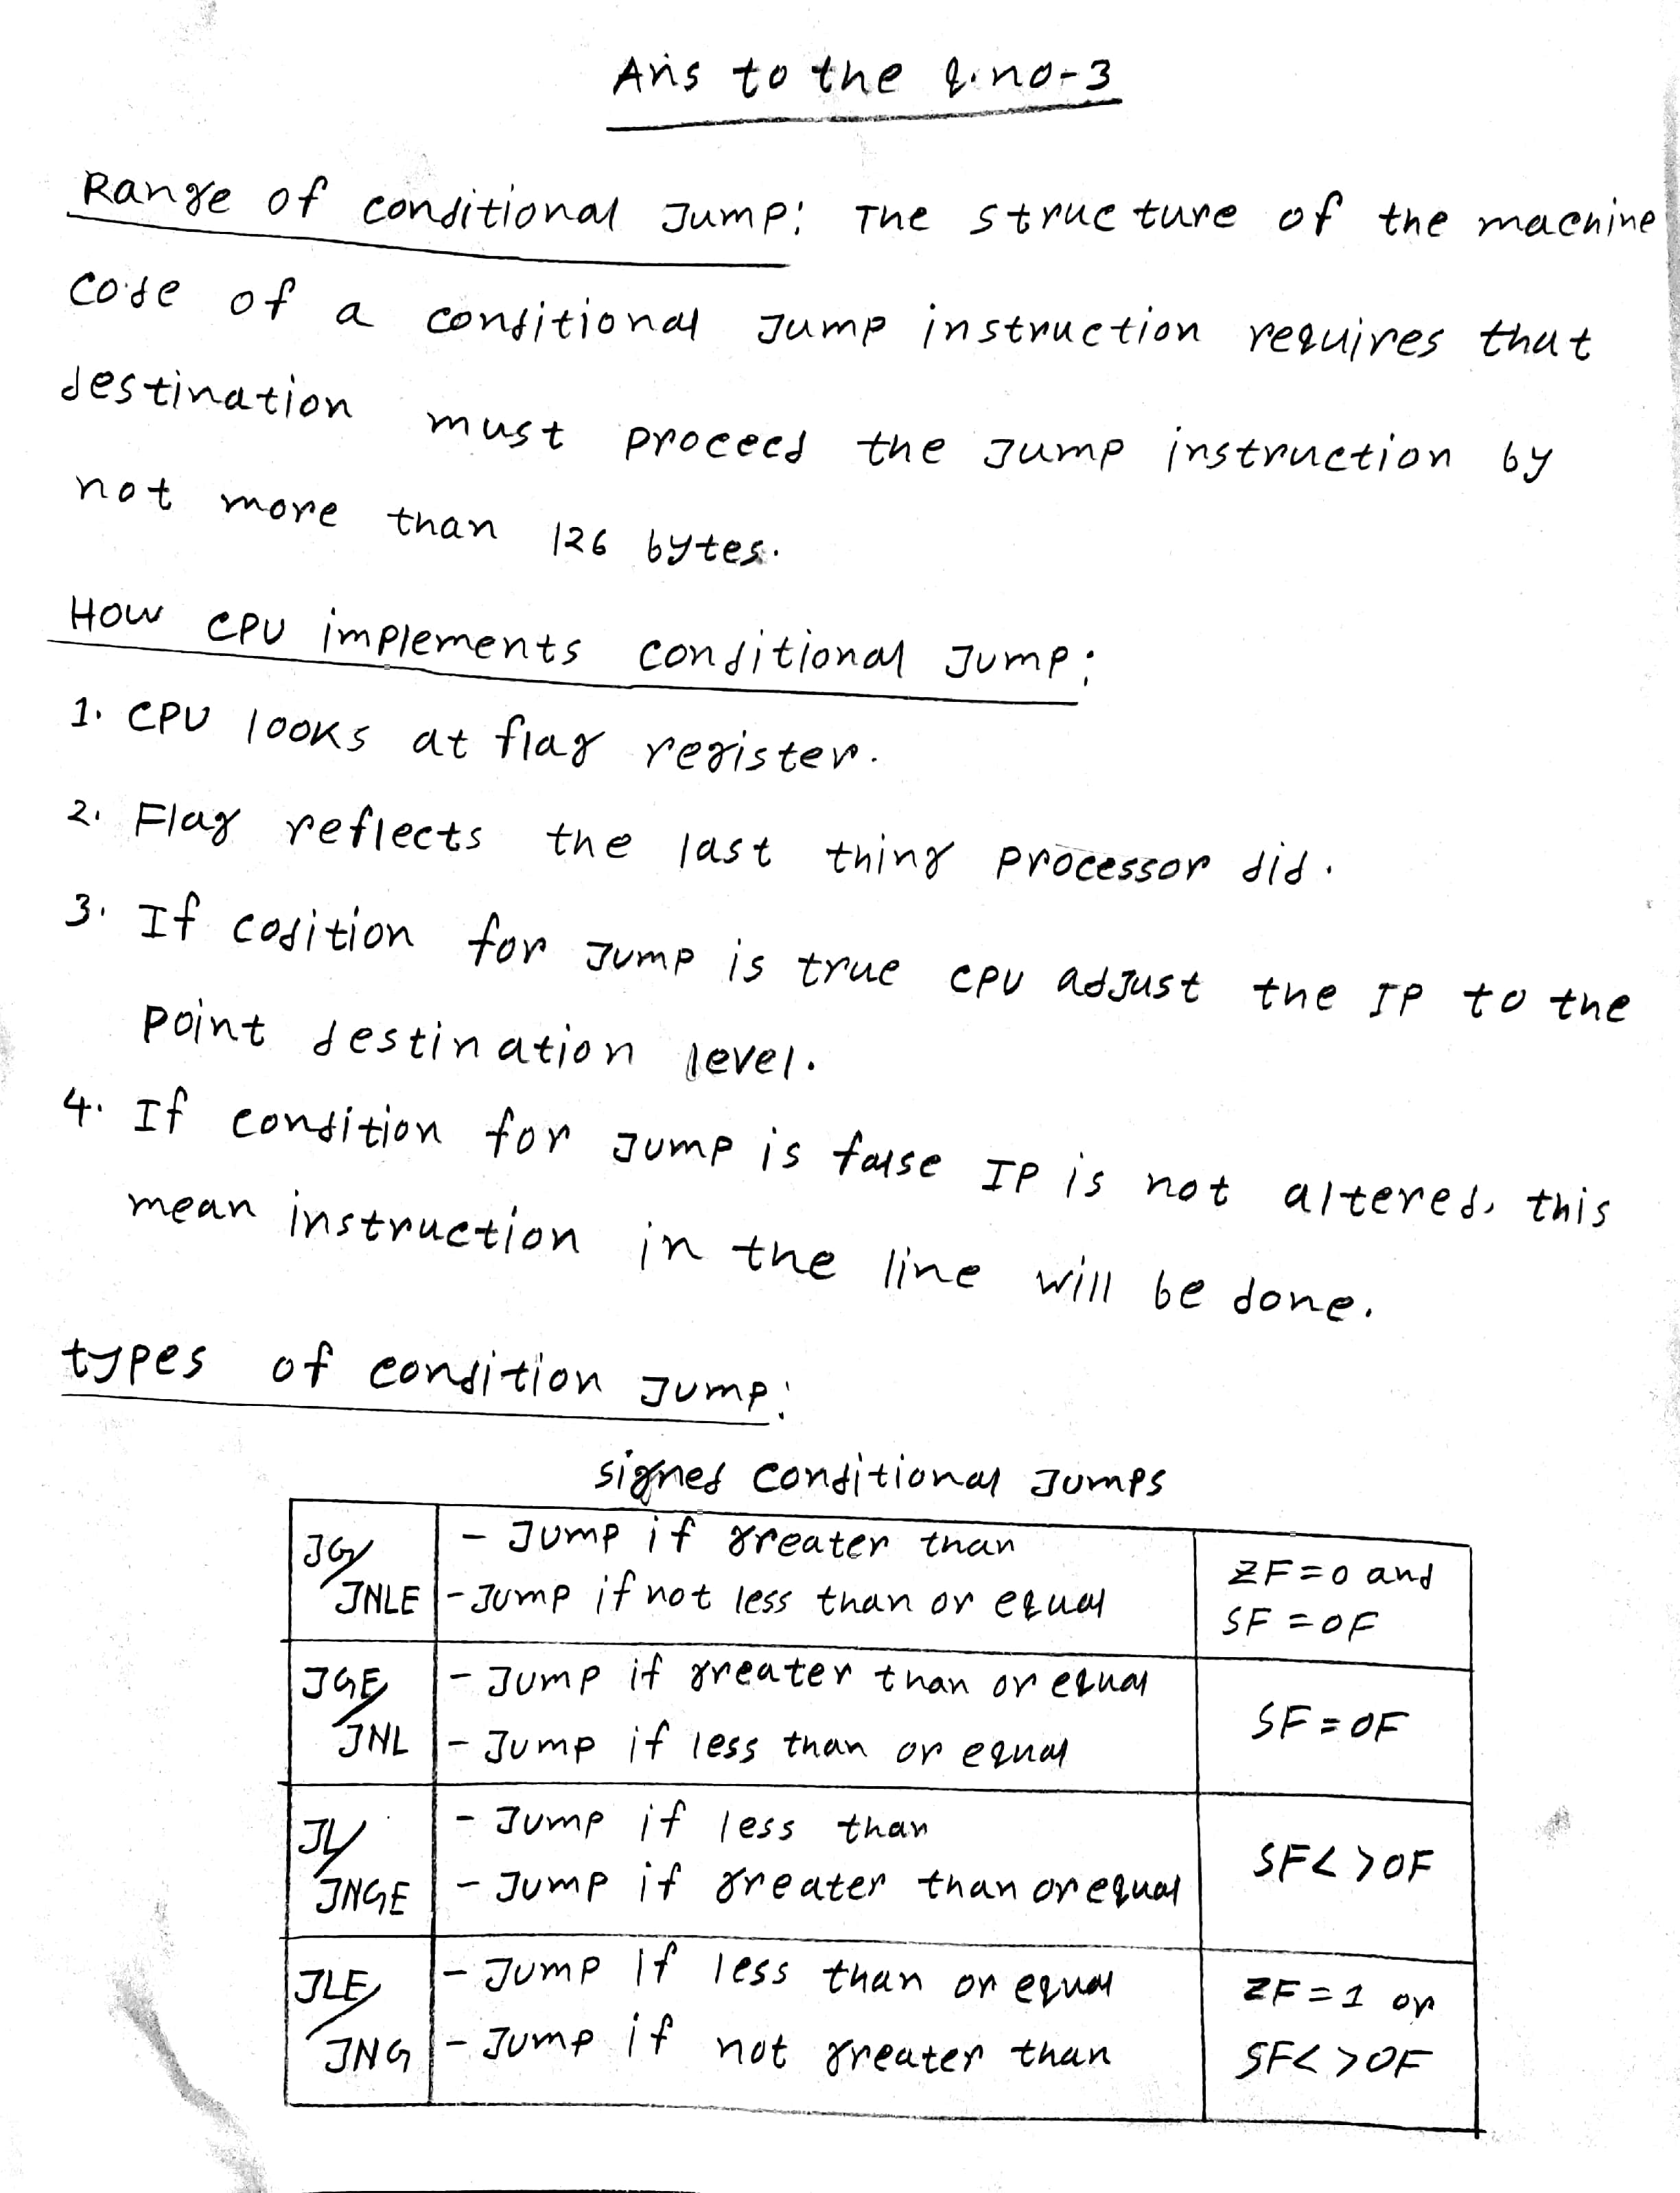 Ans to the q.no-3
Range of conditional Jump: The structure of the machine
code of a conditional Jump instruction requires that
destination must proceed the Jump instruction by
not more than 126 bytes.
How CPU implements conditional Jump:
1. CPU looks at flag register.
2. Flag reflects the last thing processor did.
3. If codition for Jump is true CPU adjust the IP to the
point destination level.
4. If condition for Jump is false IP is not altered. this
mean instruction in the line will be done.
types of condition Jump:
signed conditional Jumps
JG/ - Jump if greater than ZF=0 and
JNLE - Jump if not less than or equal SF=OF
JGE/ - Jump if greater than or equal SF=OF
JNL - Jump if less than or equal
JL/ - Jump if less than SF<>OF
JNGE - Jump if greater than or equal
JLE/ - Jump If less than or equal ZF=1 or
JNG - Jump if not greater than SF<>OF